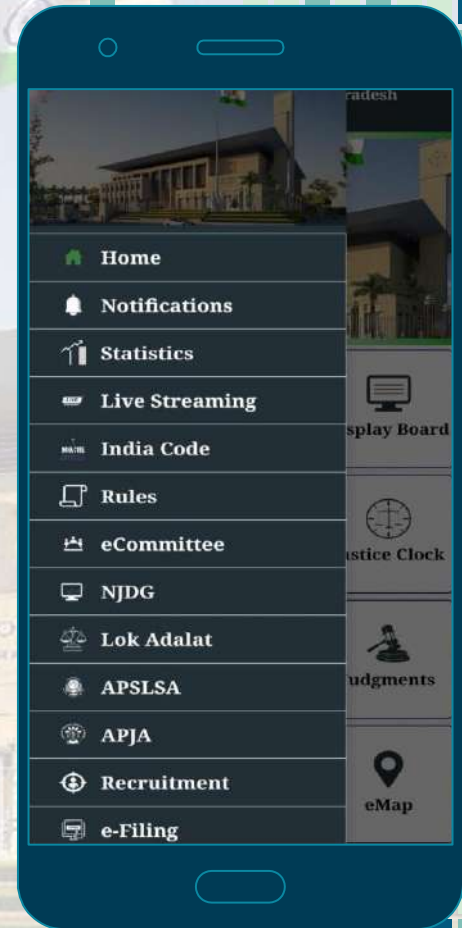 radesh
Home
Notifications
Statistics
Live Streaming
India Code
Rules
eCommittee
NJDG
Lok Adalat
APSLSA
APJA
Recruitment
e-Filing
splay Board
stice Clock
udgments
eMap